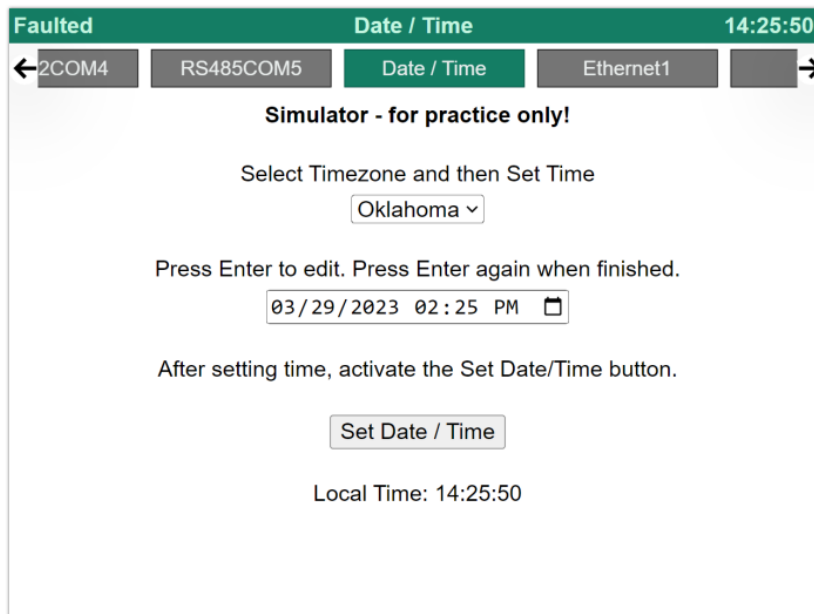 Faulted Date / Time 14:25:50
2COM4 RS485COM5 Date / Time Ethernet1
Simulator - for practice only!
Select Timezone and then Set Time
Oklahoma
Press Enter to edit. Press Enter again when finished.
03/29/2023 02:25 PM
After setting time, activate the Set Date/Time button.
Set Date / Time
Local Time: 14:25:50